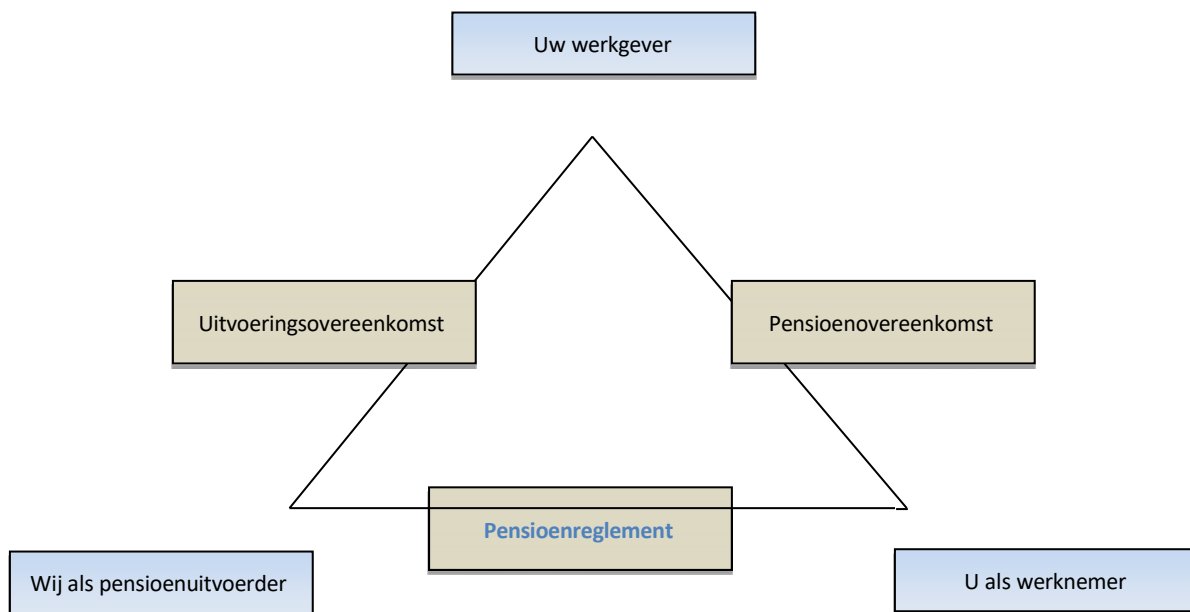 Uw werkgever
Uitvoeringsovereenkomst
Pensioenovereenkomst
Pensioenreglement
Wij als pensioenuitvoerder
U als werknemer